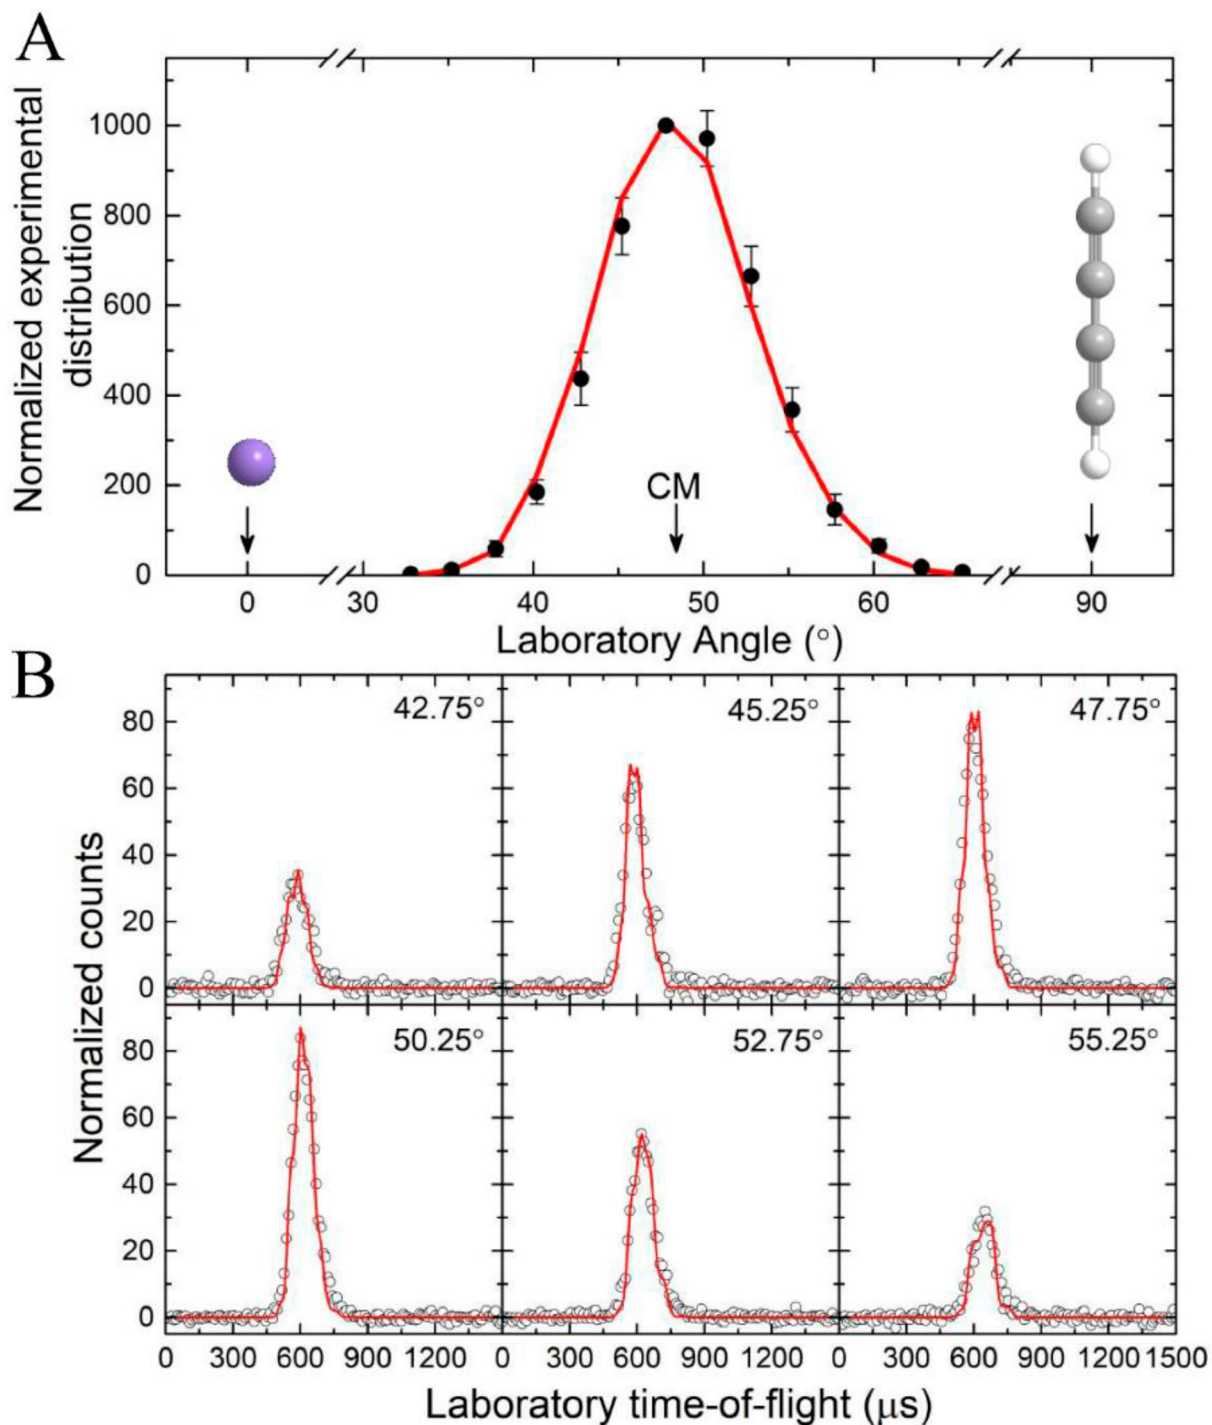 A
Normalized experimental
distribution
1000
800
600
400
200
0
CM
0 30 40 50 60 90
Laboratory Angle (°)
B
Normalized counts
80
60
40
20
0
42.75°
45.25°
47.75°
80
60
40
20
0
50.25°
52.75°
55.25°
0 300 600 900 1200 0 300 600 900 1200 0 300 600 900 1200 1500
Laboratory time-of-flight (μs)